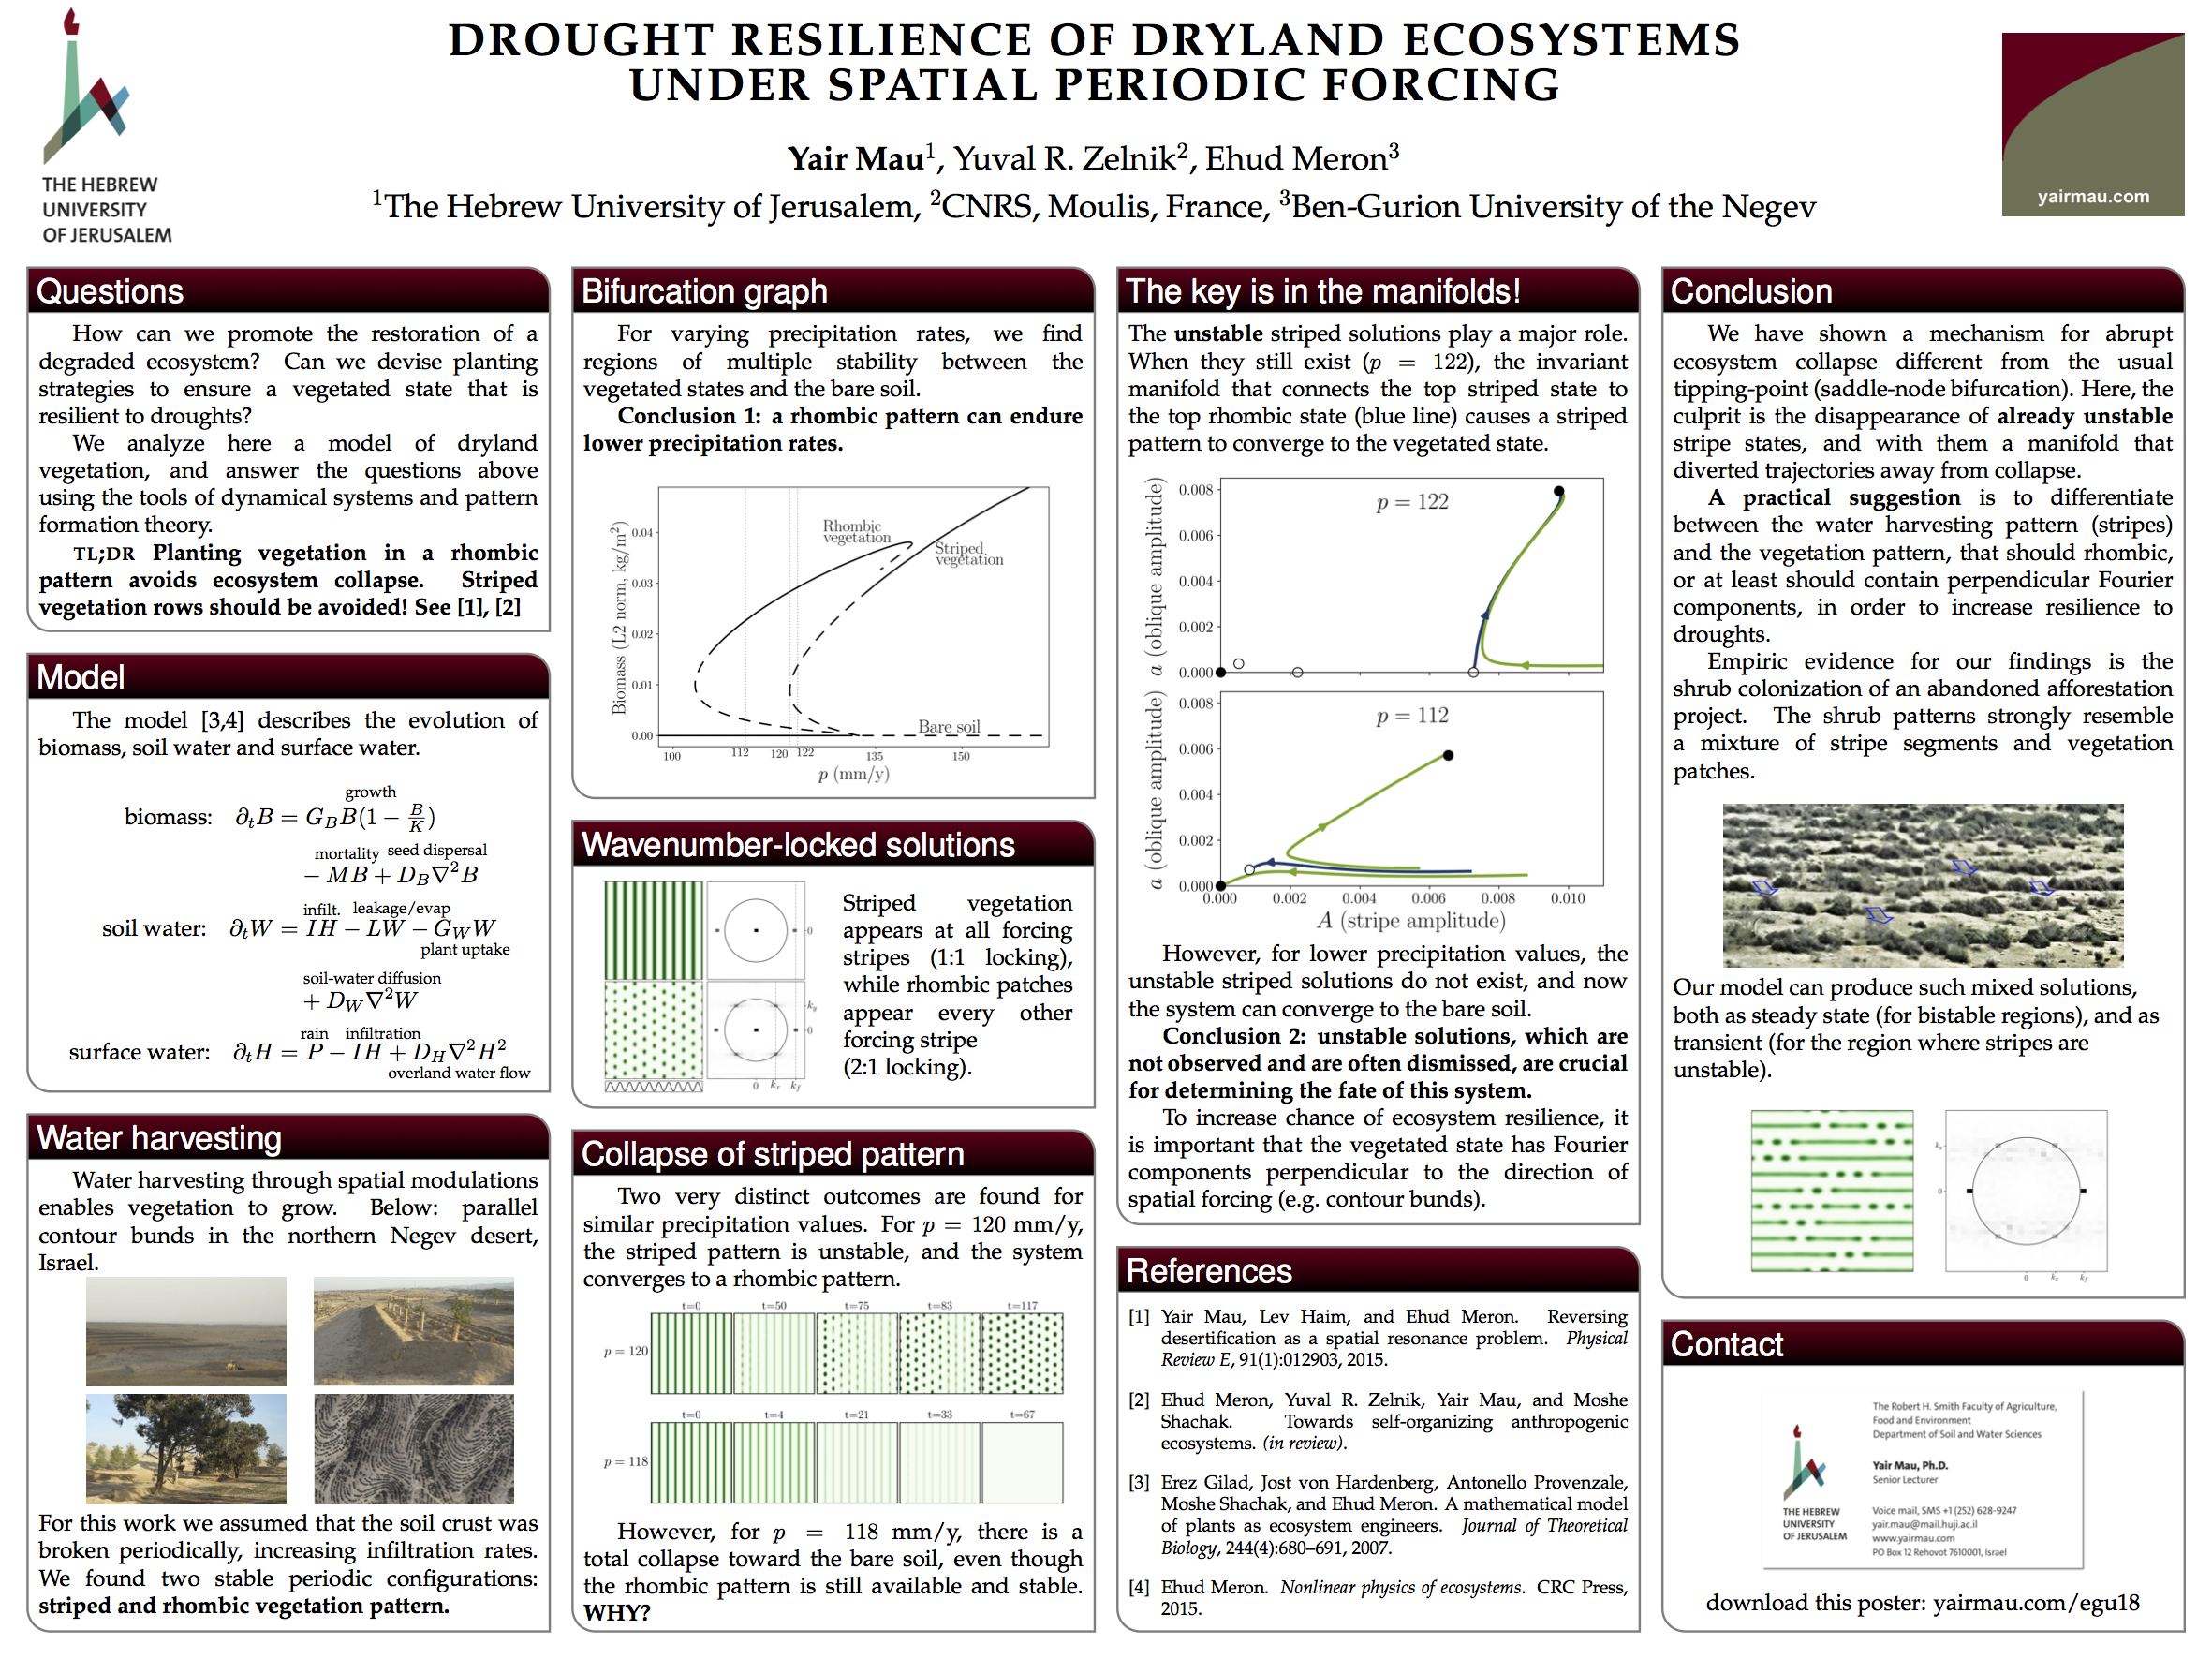 DROUGHT RESILIENCE OF DRYLAND ECOSYSTEMS
UNDER SPATIAL PERIODIC FORCING
Yair Mau¹, Yuval R. Zelnik², Ehud Meron³
¹The Hebrew University of Jerusalem, ²CNRS, Moulis, France, ³Ben-Gurion University of the Negev
THE HEBREW
UNIVERSITY
OF JERUSALEM
yairmau.com
Questions
How can we promote the restoration of a
degraded ecosystem? Can we devise planting
strategies to ensure a vegetated state that is
resilient to droughts?
We analyze here a model of dryland
vegetation, and answer the questions above
using the tools of dynamical systems and pattern
formation theory.
TL;DR Planting vegetation in a rhombic
pattern avoids ecosystem collapse. Striped
vegetation rows should be avoided! See [1], [2]
Model
The model [3,4] describes the evolution of
biomass, soil water and surface water.
growth
biomass: ∂ₜB = G_B B(1 − B/K)
mortality seed dispersal
− MB + D_B∇²B
infilt. leakage/evap
soil water: ∂ₜW = IH − LW − G_W W
plant uptake
soil-water diffusion
+ D_W∇²W
rain infiltration
surface water: ∂ₜH = P − IH + D_H∇²H²
overland water flow
Water harvesting
Water harvesting through spatial modulations
enables vegetation to grow. Below: parallel
contour bunds in the northern Negev desert,
Israel.
For this work we assumed that the soil crust was
broken periodically, increasing infiltration rates.
We found two stable periodic configurations:
striped and rhombic vegetation pattern.
Bifurcation graph
For varying precipitation rates, we find
regions of multiple stability between the
vegetated states and the bare soil.
Conclusion 1: a rhombic pattern can endure
lower precipitation rates.
Biomass (L2 norm, kg/m²)
0.04
0.03
0.02
0.01
0.00
Rhombic
vegetation
Striped
vegetation
Bare soil
100 112 120 122 135 150
p (mm/y)
Wavenumber-locked solutions
0
k_y
0
0 k_x k_f
Striped vegetation
appears at all forcing
stripes (1:1 locking),
while rhombic patches
appear every other
forcing stripe
(2:1 locking).
Collapse of striped pattern
Two very distinct outcomes are found for
similar precipitation values. For p = 120 mm/y,
the striped pattern is unstable, and the system
converges to a rhombic pattern.
t=0 t=50 t=75 t=83 t=117
p = 120
t=0 t=4 t=21 t=33 t=67
p = 118
However, for p = 118 mm/y, there is a
total collapse toward the bare soil, even though
the rhombic pattern is still available and stable.
WHY?
The key is in the manifolds!
The unstable striped solutions play a major role.
When they still exist (p = 122), the invariant
manifold that connects the top striped state to
the top rhombic state (blue line) causes a striped
pattern to converge to the vegetated state.
a (oblique amplitude)
0.008
0.006
0.004
0.002
0.000
p = 122
a (oblique amplitude)
0.008
0.006
0.004
0.002
0.000
p = 112
0.000 0.002 0.004 0.006 0.008 0.010
A (stripe amplitude)
However, for lower precipitation values, the
unstable striped solutions do not exist, and now
the system can converge to the bare soil.
Conclusion 2: unstable solutions, which are
not observed and are often dismissed, are crucial
for determining the fate of this system.
To increase chance of ecosystem resilience, it
is important that the vegetated state has Fourier
components perpendicular to the direction of
spatial forcing (e.g. contour bunds).
References
[1] Yair Mau, Lev Haim, and Ehud Meron. Reversing
desertification as a spatial resonance problem. Physical
Review E, 91(1):012903, 2015.
[2] Ehud Meron, Yuval R. Zelnik, Yair Mau, and Moshe
Shachak. Towards self-organizing anthropogenic
ecosystems. (in review).
[3] Erez Gilad, Jost von Hardenberg, Antonello Provenzale,
Moshe Shachak, and Ehud Meron. A mathematical model
of plants as ecosystem engineers. Journal of Theoretical
Biology, 244(4):680–691, 2007.
[4] Ehud Meron. Nonlinear physics of ecosystems. CRC Press,
2015.
Conclusion
We have shown a mechanism for abrupt
ecosystem collapse different from the usual
tipping-point (saddle-node bifurcation). Here, the
culprit is the disappearance of already unstable
stripe states, and with them a manifold that
diverted trajectories away from collapse.
A practical suggestion is to differentiate
between the water harvesting pattern (stripes)
and the vegetation pattern, that should rhombic,
or at least should contain perpendicular Fourier
components, in order to increase resilience to
droughts.
Empiric evidence for our findings is the
shrub colonization of an abandoned afforestation
project. The shrub patterns strongly resemble
a mixture of stripe segments and vegetation
patches.
Our model can produce such mixed solutions,
both as steady state (for bistable regions), and as
transient (for the region where stripes are
unstable).
0
0 k_x k_f
Contact
The Robert H. Smith Faculty of Agriculture,
Food and Environment
Department of Soil and Water Sciences
Yair Mau, Ph.D.
Senior Lecturer
THE HEBREW
UNIVERSITY
OF JERUSALEM
Voice mail, SMS +1 (252) 628-9247
yair.mau@mail.huji.ac.il
www.yairmau.com
PO Box 12 Rehovot 7610001, Israel
download this poster: yairmau.com/egu18